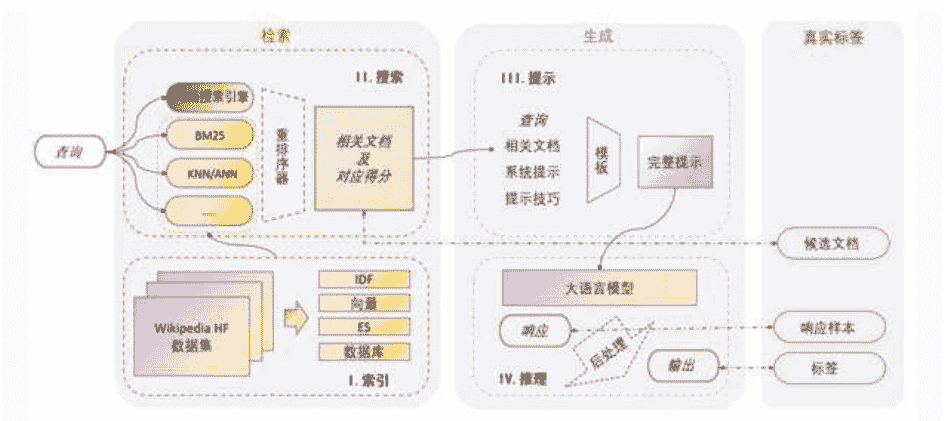 检索
生成
真实标签
II. 搜索
III. 提示
查询
搜索引擎
BM25
KNN/ANN
......
重排序器
相关文档
及
对应得分
查询
相关文档
系统提示
提示技巧
模板
完整提示
候选文档
Wikipedia HF
数据集
IDF
向量
ES
数据库
I. 索引
大语言模型
响应
后处理
输出
IV. 推理
响应样本
标签